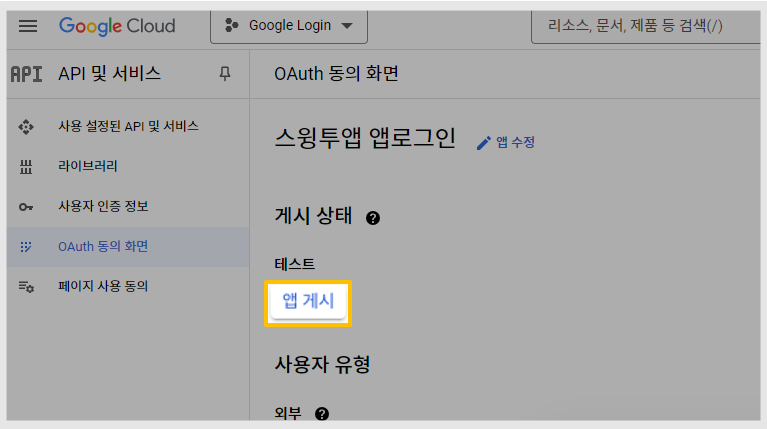 Google Cloud
Google Login
리소스, 문서, 제품 등 검색(/)
API
API 및 서비스
사용 설정된 API 및 서비스
라이브러리
사용자 인증 정보
OAuth 동의 화면
페이지 사용 동의
OAuth 동의 화면
스윙투앱 앱로그인
앱 수정
게시 상태
테스트
앱 게시
사용자 유형
외부